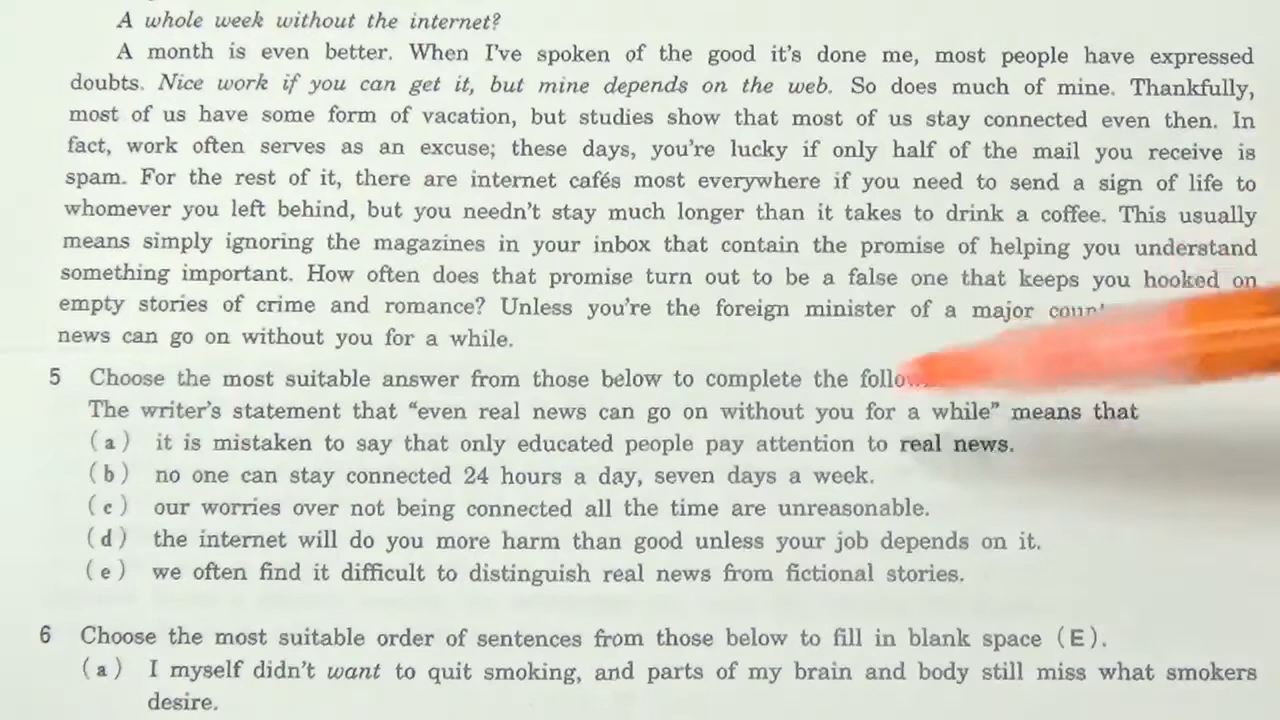 A whole week without the internet?
A month is even better. When I've spoken of the good it's done me, most people have expressed
doubts. Nice work if you can get it, but mine depends on the web. So does much of mine. Thankfully,
most of us have some form of vacation, but studies show that most of us stay connected even then. In
fact, work often serves as an excuse; these days, you're lucky if only half of the mail you receive is
spam. For the rest of it, there are internet cafés most everywhere if you need to send a sign of life to
whomever you left behind, but you needn't stay much longer than it takes to drink a coffee. This usually
means simply ignoring the magazines in your inbox that contain the promise of helping you understand
something important. How often does that promise turn out to be a false one that keeps you hooked on
empty stories of crime and romance? Unless you're the foreign minister of a major
news can go on without you for a while.
5 Choose the most suitable answer from those below to complete the
The writer's statement that “even real news can go on without you for a while” means that
(a) it is mistaken to say that only educated people pay attention to real news.
(b) no one can stay connected 24 hours a day, seven days a week.
(c) our worries over not being connected all the time are unreasonable.
(d) the internet will do you more harm than good unless your job depends on it.
(e) we often find it difficult to distinguish real news from fictional stories.
6 Choose the most suitable order of sentences from those below to fill in blank space (E).
(a) I myself didn't want to quit smoking, and parts of my brain and body still miss what smokers
desire.